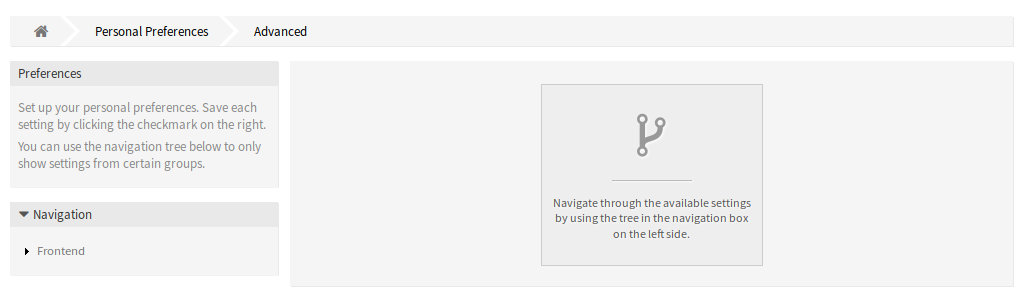 Personal Preferences
Advanced
Preferences
Set up your personal preferences. Save each
setting by clicking the checkmark on the right.
You can use the navigation tree below to only
show settings from certain groups.
Navigation
Frontend
Navigate through the available settings
by using the tree in the navigation box
on the left side.